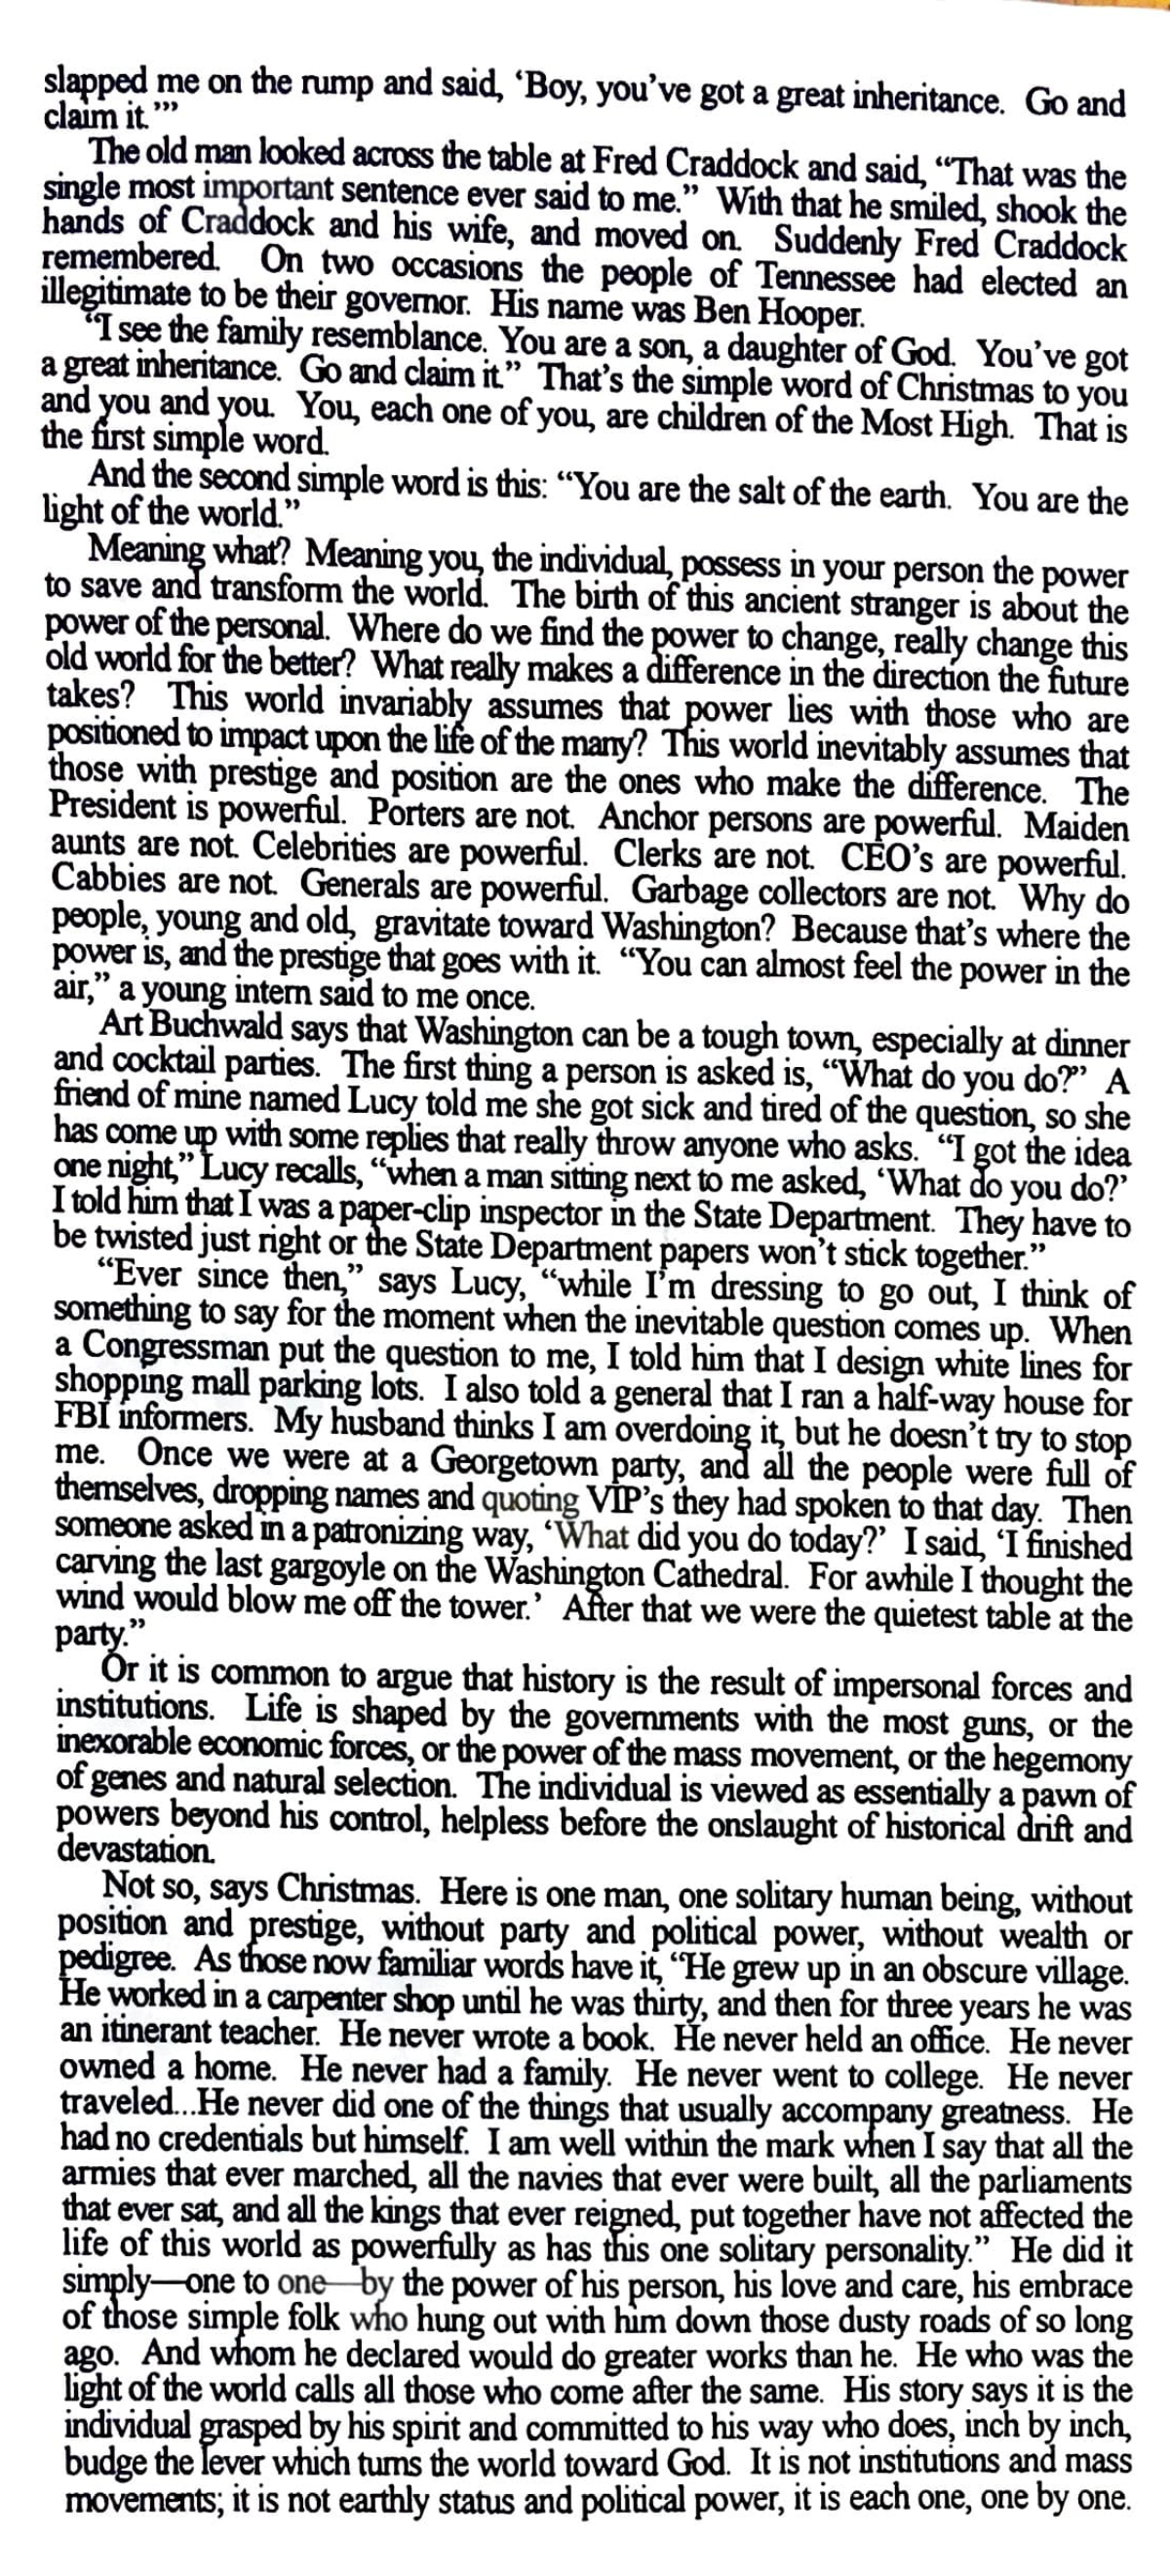 slapped me on the rump and said, ‘Boy, you’ve got a great inheritance. Go and
claim it.’”
The old man looked across the table at Fred Craddock and said, “That was the
single most important sentence ever said to me.” With that he smiled, shook the
hands of Craddock and his wife, and moved on. Suddenly Fred Craddock
remembered. On two occasions the people of Tennessee had elected an
illegitimate to be their governor. His name was Ben Hooper.
“I see the family resemblance. You are a son, a daughter of God. You’ve got
a great inheritance. Go and claim it.” That’s the simple word of Christmas to you
and you and you. You, each one of you, are children of the Most High. That is
the first simple word.
And the second simple word is this: “You are the salt of the earth. You are the
light of the world.”
Meaning what? Meaning you, the individual, possess in your person the power
to save and transform the world. The birth of this ancient stranger is about the
power of the personal. Where do we find the power to change, really change this
old world for the better? What really makes a difference in the direction the future
takes? This world invariably assumes that power lies with those who are
positioned to impact upon the life of the many? This world inevitably assumes that
those with prestige and position are the ones who make the difference. The
President is powerful. Porters are not. Anchor persons are powerful. Maiden
aunts are not. Celebrities are powerful. Clerks are not. CEO’s are powerful.
Cabbies are not. Generals are powerful. Garbage collectors are not. Why do
people, young and old, gravitate toward Washington? Because that’s where the
power is, and the prestige that goes with it. “You can almost feel the power in the
air,” a young intern said to me once.
Art Buchwald says that Washington can be a tough town, especially at dinner
and cocktail parties. The first thing a person is asked is, “What do you do?” A
friend of mine named Lucy told me she got sick and tired of the question, so she
has come up with some replies that really throw anyone who asks. “I got the idea
one night,” Lucy recalls, “when a man sitting next to me asked, ‘What do you do?’
I told him that I was a paper-clip inspector in the State Department. They have to
be twisted just right or the State Department papers won’t stick together.”
“Ever since then,” says Lucy, “while I’m dressing to go out, I think of
something to say for the moment when the inevitable question comes up. When
a Congressman put the question to me, I told him that I design white lines for
shopping mall parking lots. I also told a general that I ran a half-way house for
FBI informers. My husband thinks I am overdoing it, but he doesn’t try to stop
me. Once we were at a Georgetown party, and all the people were full of
themselves, dropping names and quoting VIP’s they had spoken to that day. Then
someone asked in a patronizing way, ‘What did you do today?’ I said, ‘I finished
carving the last gargoyle on the Washington Cathedral. For awhile I thought the
wind would blow me off the tower.’ After that we were the quietest table at the
party.”
Or it is common to argue that history is the result of impersonal forces and
institutions. Life is shaped by the governments with the most guns, or the
inexorable economic forces, or the power of the mass movement, or the hegemony
of genes and natural selection. The individual is viewed as essentially a pawn of
powers beyond his control, helpless before the onslaught of historical drift and
devastation.
Not so, says Christmas. Here is one man, one solitary human being, without
position and prestige, without party and political power, without wealth or
pedigree. As those now familiar words have it, “He grew up in an obscure village.
He worked in a carpenter shop until he was thirty, and then for three years he was
an itinerant teacher. He never wrote a book. He never held an office. He never
owned a home. He never had a family. He never went to college. He never
traveled...He never did one of the things that usually accompany greatness. He
had no credentials but himself. I am well within the mark when I say that all the
armies that ever marched, all the navies that ever were built, all the parliaments
that ever sat, and all the kings that ever reigned, put together have not affected the
life of this world as powerfully as has this one solitary personality.” He did it
simply—one to one—by the power of his person, his love and care, his embrace
of those simple folk who hung out with him down those dusty roads of so long
ago. And whom he declared would do greater works than he. He who was the
light of the world calls all those who come after the same. His story says it is the
individual grasped by his spirit and committed to his way who does, inch by inch,
budge the lever which turns the world toward God. It is not institutions and mass
movements; it is not earthly status and political power, it is each one, one by one.